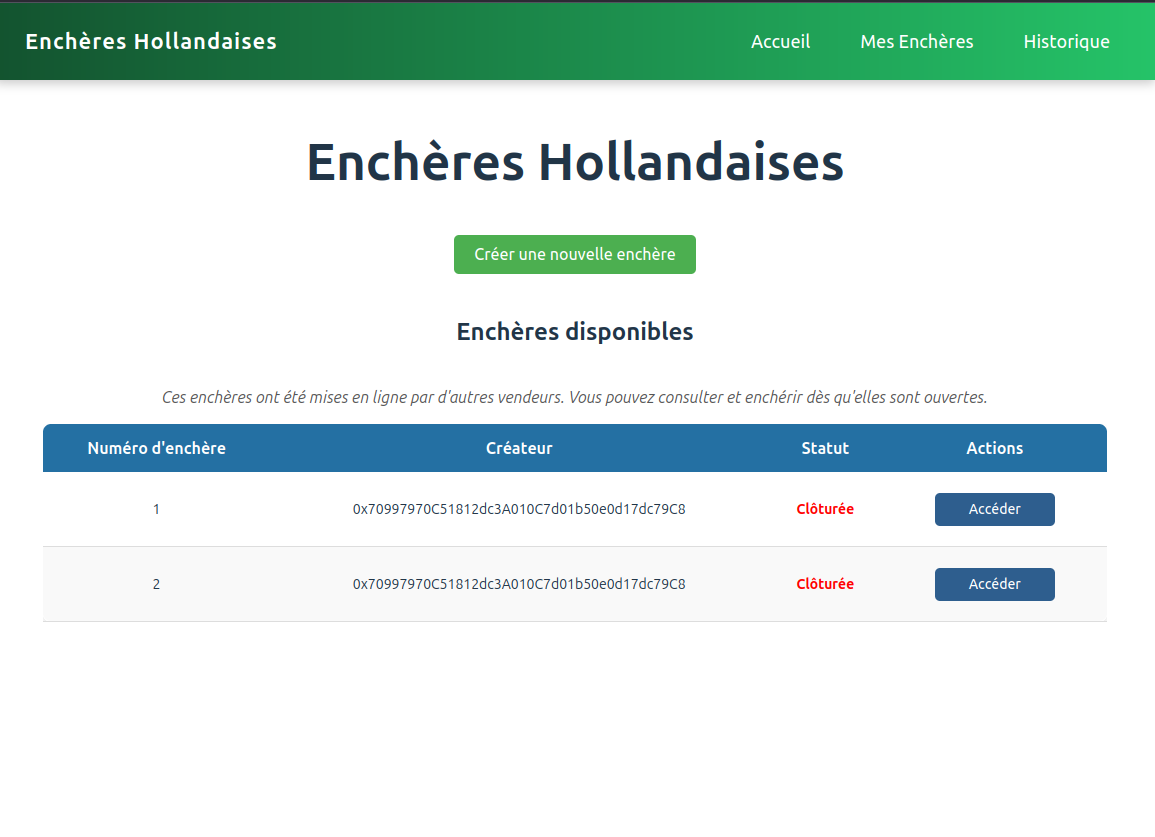 Enchères Hollandaises Accueil Mes Enchères Historique
Enchères Hollandaises
Créer une nouvelle enchère
Enchères disponibles
Ces enchères ont été mises en ligne par d'autres vendeurs. Vous pouvez consulter et enchérir dès qu'elles sont ouvertes.
Numéro d'enchère Créateur Statut Actions
1 0x70997970C51812dc3A010C7d01b50e0d17dc79C8 Clôturée Accéder
2 0x70997970C51812dc3A010C7d01b50e0d17dc79C8 Clôturée Accéder